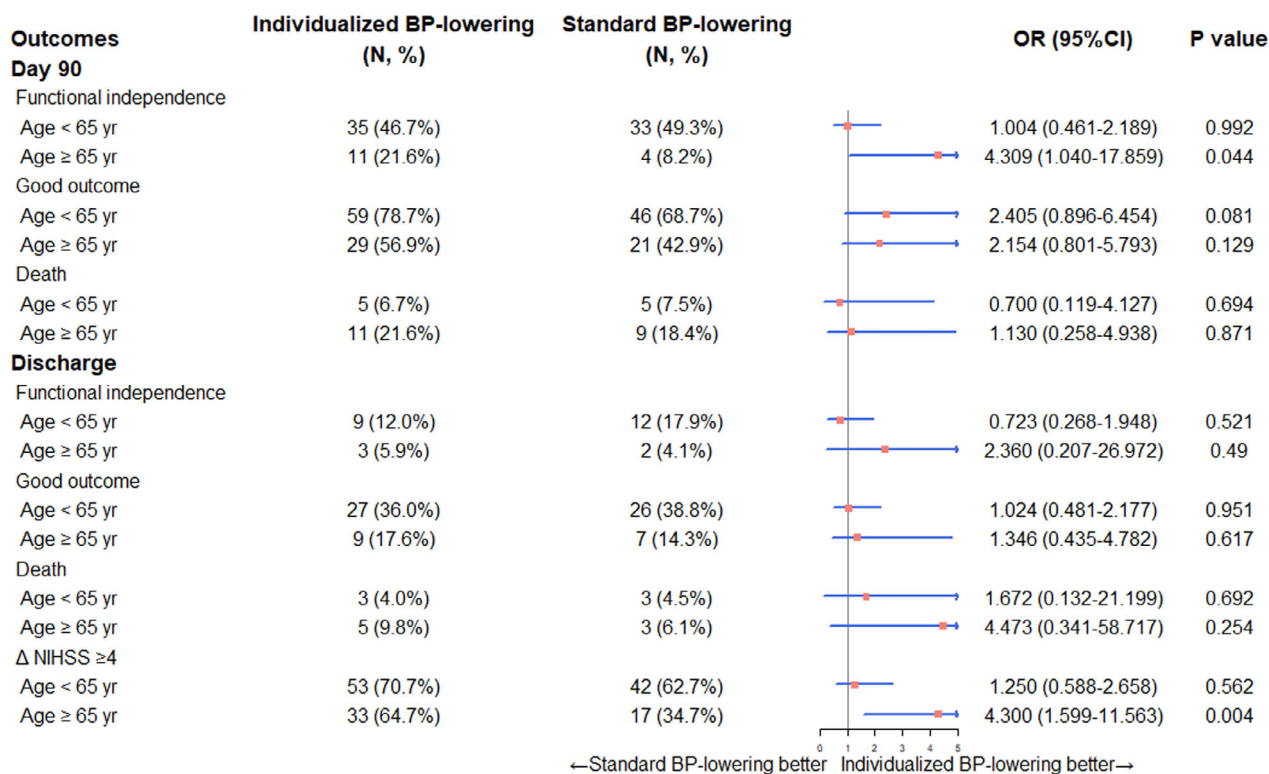 Outcomes Individualized BP-lowering (N, %) Standard BP-lowering (N, %) OR (95%CI) P value
Day 90
Functional independence
Age < 65 yr 35 (46.7%) 33 (49.3%) 1.004 (0.461-2.189) 0.992
Age ≥ 65 yr 11 (21.6%) 4 (8.2%) 4.309 (1.040-17.859) 0.044
Good outcome
Age < 65 yr 59 (78.7%) 46 (68.7%) 2.405 (0.896-6.454) 0.081
Age ≥ 65 yr 29 (56.9%) 21 (42.9%) 2.154 (0.801-5.793) 0.129
Death
Age < 65 yr 5 (6.7%) 5 (7.5%) 0.700 (0.119-4.127) 0.694
Age ≥ 65 yr 11 (21.6%) 9 (18.4%) 1.130 (0.258-4.938) 0.871
Discharge
Functional independence
Age < 65 yr 9 (12.0%) 12 (17.9%) 0.723 (0.268-1.948) 0.521
Age ≥ 65 yr 3 (5.9%) 2 (4.1%) 2.360 (0.207-26.972) 0.49
Good outcome
Age < 65 yr 27 (36.0%) 26 (38.8%) 1.024 (0.481-2.177) 0.951
Age ≥ 65 yr 9 (17.6%) 7 (14.3%) 1.346 (0.435-4.782) 0.617
Death
Age < 65 yr 3 (4.0%) 3 (4.5%) 1.672 (0.132-21.199) 0.692
Age ≥ 65 yr 5 (9.8%) 3 (6.1%) 4.473 (0.341-58.717) 0.254
Δ NIHSS ≥4
Age < 65 yr 53 (70.7%) 42 (62.7%) 1.250 (0.588-2.658) 0.562
Age ≥ 65 yr 33 (64.7%) 17 (34.7%) 4.300 (1.599-11.563) 0.004
0 1 2 3 4 5
←Standard BP-lowering better Individualized BP-lowering better→